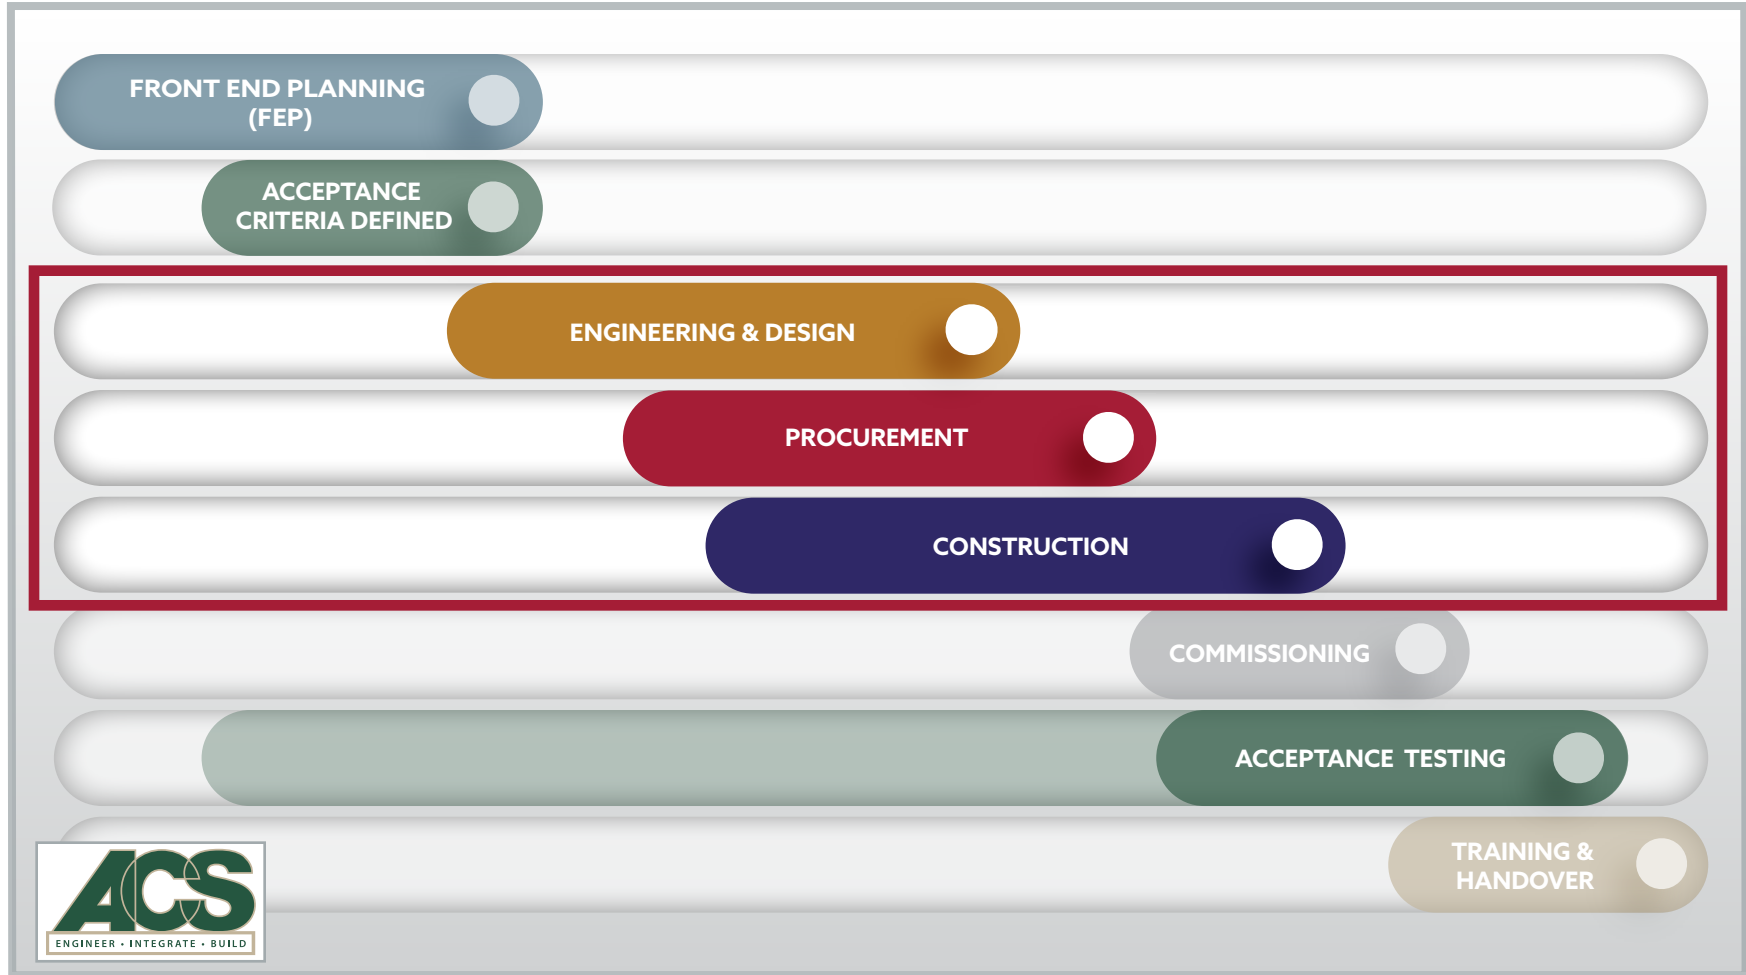 FRONT END PLANNING
(FEP)
ACCEPTANCE
CRITERIA DEFINED
ENGINEERING & DESIGN
PROCUREMENT
CONSTRUCTION
COMMISSIONING
ACCEPTANCE TESTING
TRAINING &
HANDOVER
ACS
ENGINEER • INTEGRATE • BUILD